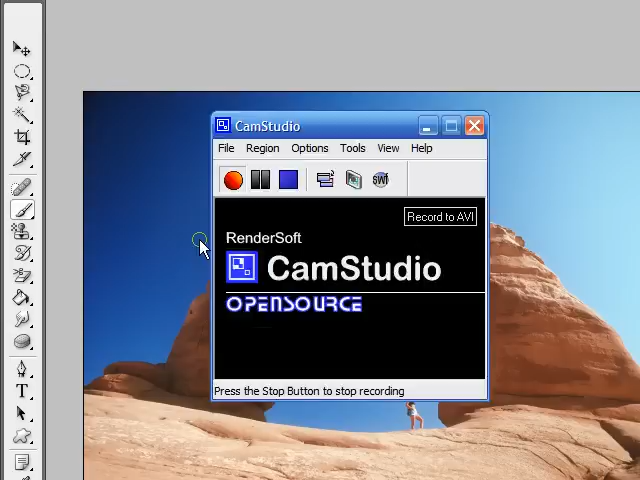 CamStudio
File Region Options Tools View Help
SWT
Record to AVI
RenderSoft
CamStudio
OPENSOURCE
Press the Stop Button to stop recording
T